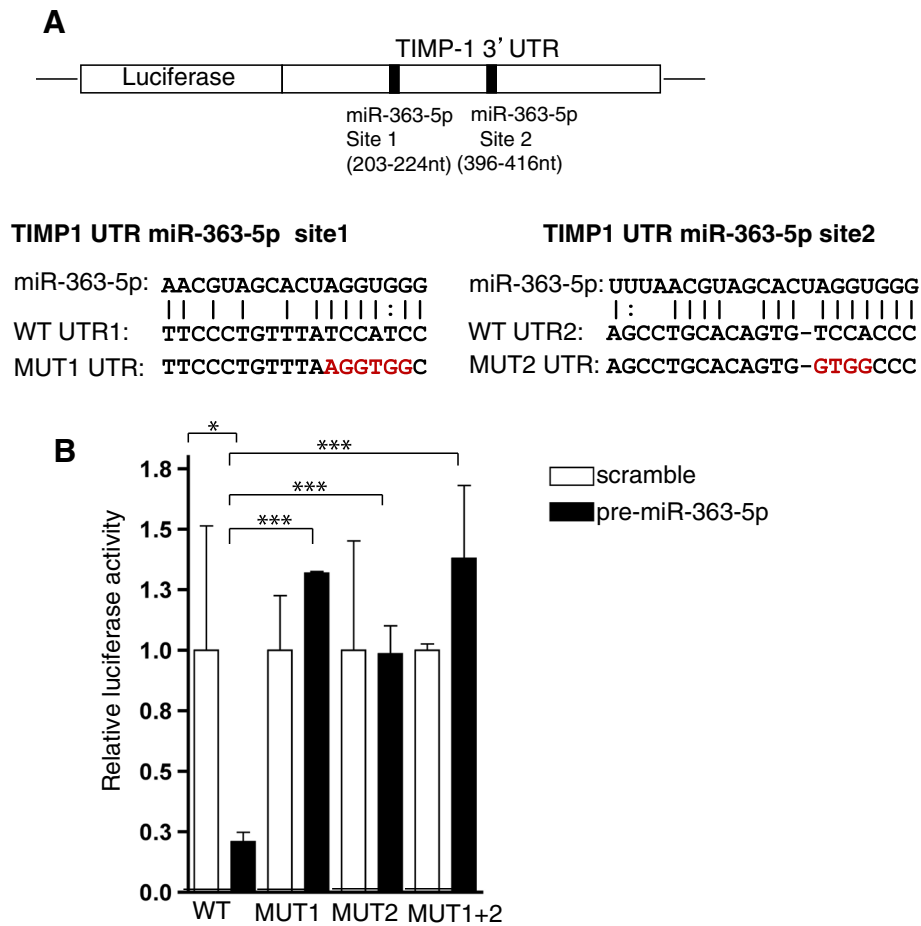 A
TIMP-1 3' UTR
Luciferase
miR-363-5p miR-363-5p
Site 1 Site 2
(203-224nt) (396-416nt)
TIMP1 UTR miR-363-5p site1
miR-363-5p: AACGUAGCACUAGGUGGG
WT UTR1: TTCCCTGTTTATCCATCC
MUT1 UTR: TTCCCTGTTTAAGGTGGC
TIMP1 UTR miR-363-5p site2
miR-363-5p: UUUAACGUAGCACUAGGUGGG
WT UTR2: AGCCTGCACAGTG-TCCACCC
MUT2 UTR: AGCCTGCACAGTG-GTGGCCC
B
Relative luciferase activity
1.8
1.5
1.3
1.0
0.8
0.5
0.3
0.0
*
***
***
***
WT MUT1 MUT2 MUT1+2
scramble
pre-miR-363-5p